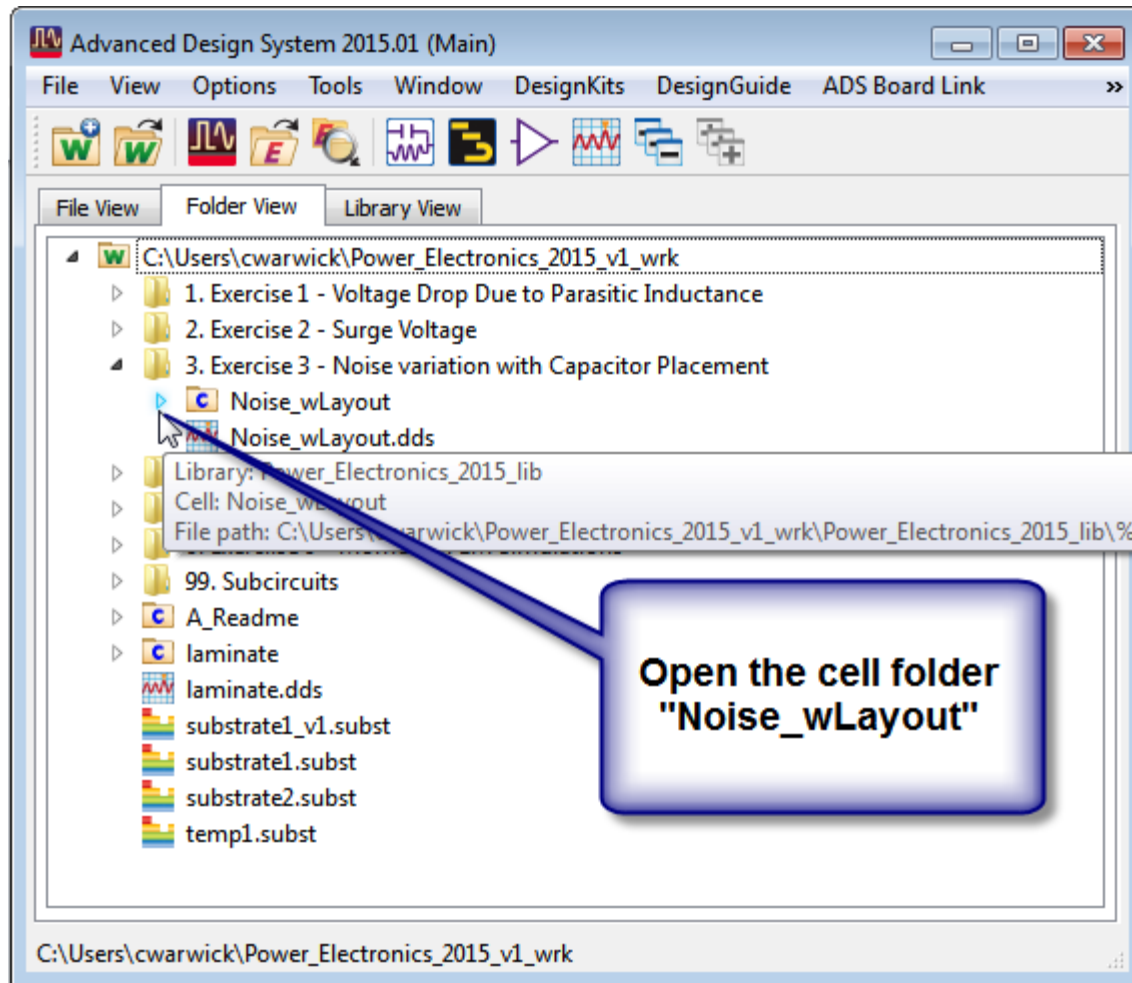 Advanced Design System 2015.01 (Main)
File View Options Tools Window DesignKits DesignGuide ADS Board Link »
File View Folder View Library View
C:\Users\cwarwick\Power_Electronics_2015_v1_wrk
1. Exercise 1 - Voltage Drop Due to Parasitic Inductance
2. Exercise 2 - Surge Voltage
3. Exercise 3 - Noise variation with Capacitor Placement
Noise_wLayout
Noise_wLayout.dds
Library: Power_Electronics_2015_lib
Cell: Noise_wLayout
File path: C:\Users\cwarwick\Power_Electronics_2015_v1_wrk\Power_Electronics_2015_lib\%
99. Subcircuits
A_Readme
laminate
laminate.dds
substrate1_v1.subst
substrate1.subst
substrate2.subst
temp1.subst
Open the cell folder
"Noise_wLayout"
C:\Users\cwarwick\Power_Electronics_2015_v1_wrk